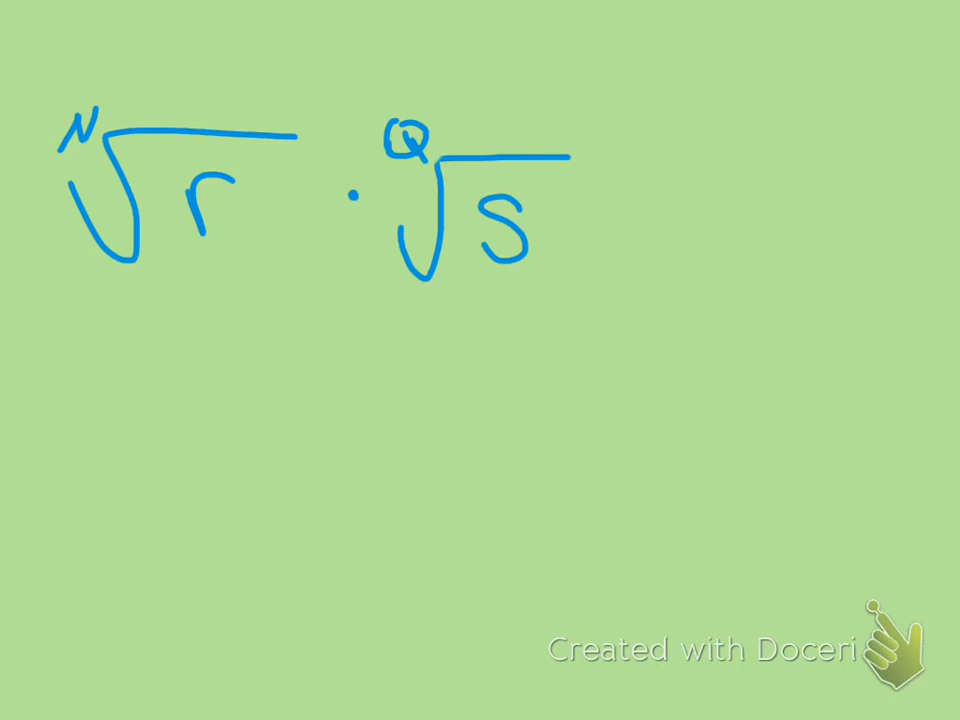 ᴺ√r · ᵠ√s
Created with Doceri